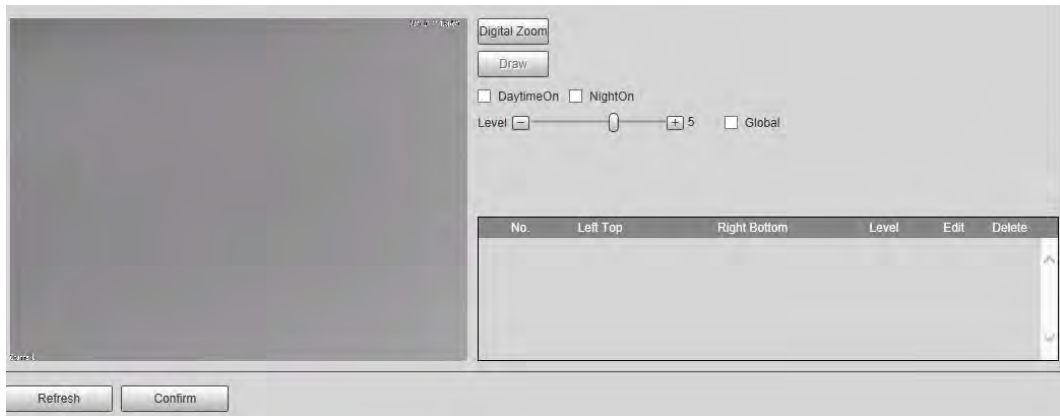 Digital Zoom
Draw
DaytimeOn NightOn
Level 5 Global
No. Left Top Right Bottom Level Edit Delete
Refresh Confirm